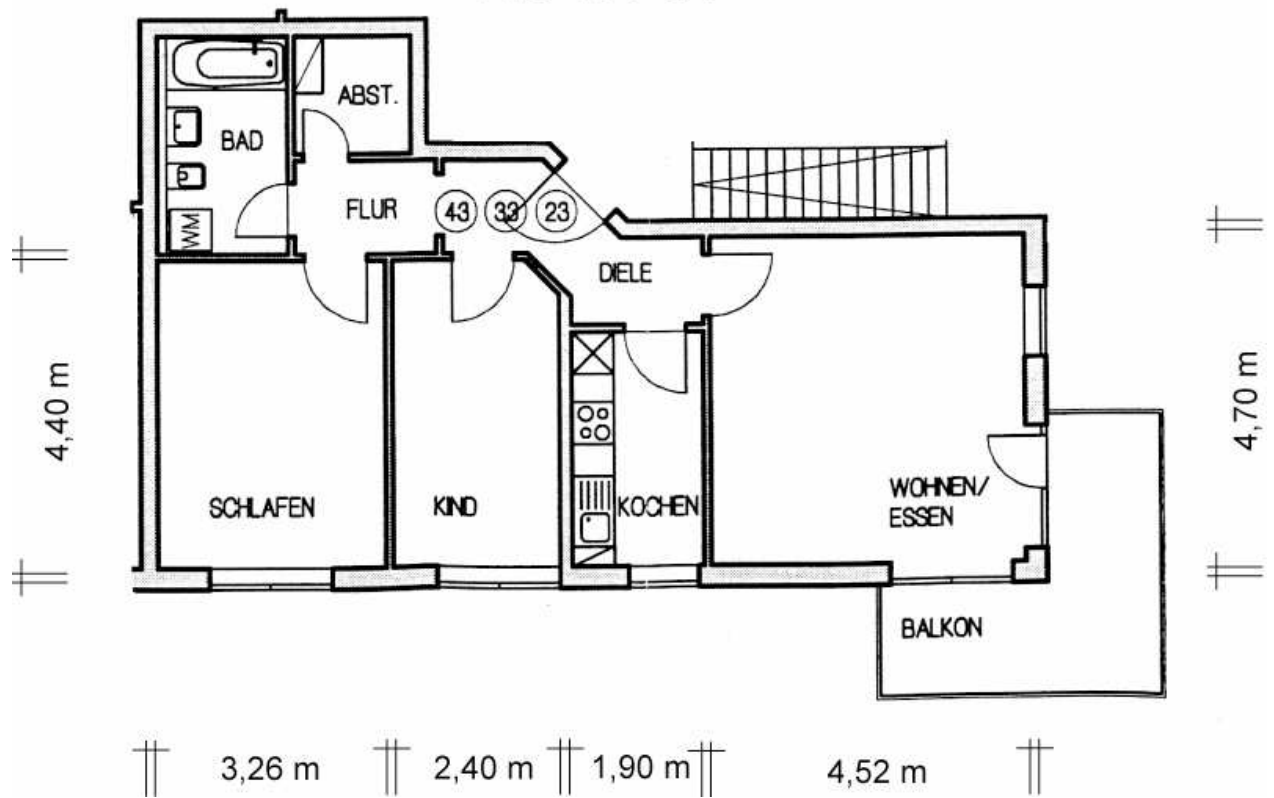 ABST.
BAD
FLUR
43 33 23
WM
DIELE
4,40 m
4,70 m
SCHLAFEN
KIND
KOCHEN
WOHNEN/
ESSEN
BALKON
3,26 m
2,40 m
1,90 m
4,52 m